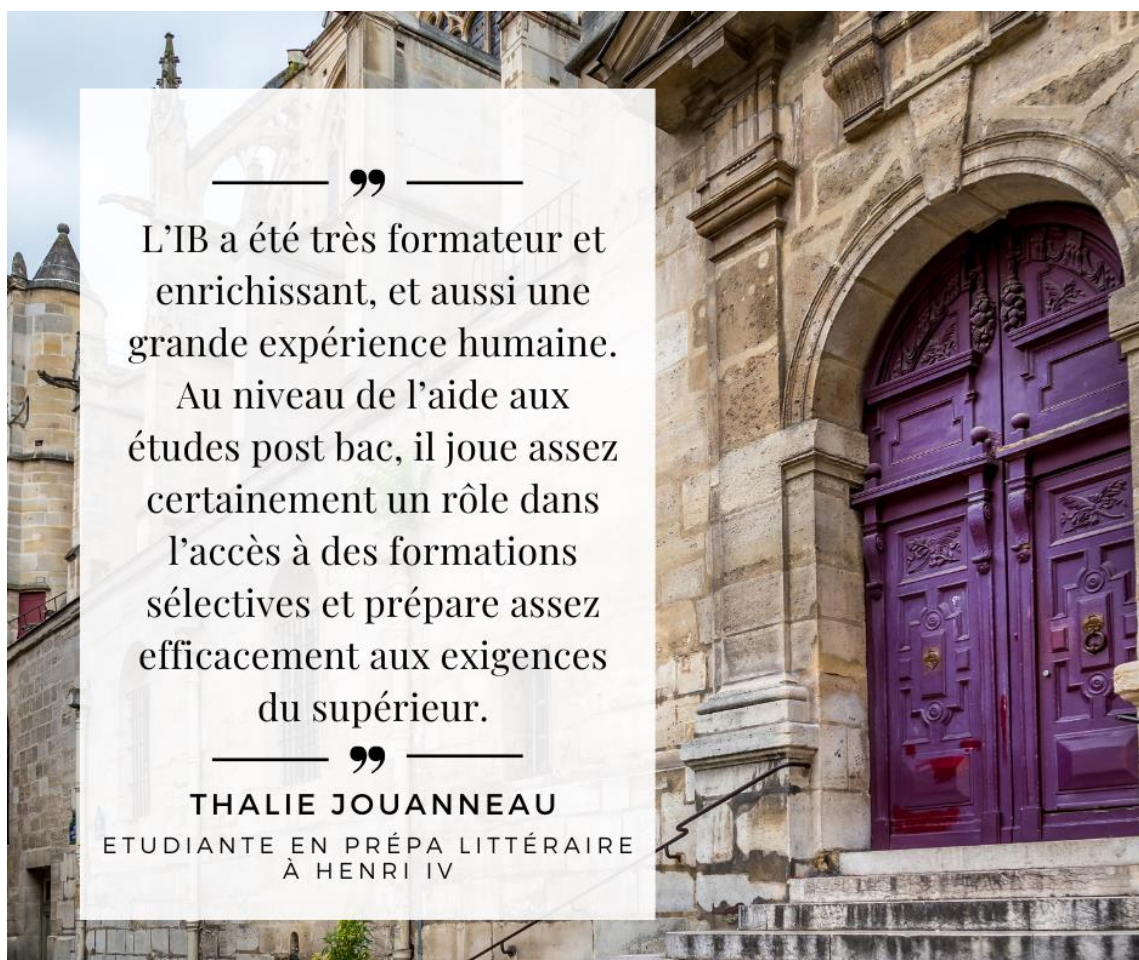 ”
L’IB a été très formateur et
enrichissant, et aussi une
grande expérience humaine.
Au niveau de l’aide aux
études post bac, il joue assez
certainement un rôle dans
l’accès à des formations
sélectives et prépare assez
efficacement aux exigences
du supérieur.
”
THALIE JOUANNEAU
ETUDIANTE EN PRÉPA LITTÉRAIRE
À HENRI IV